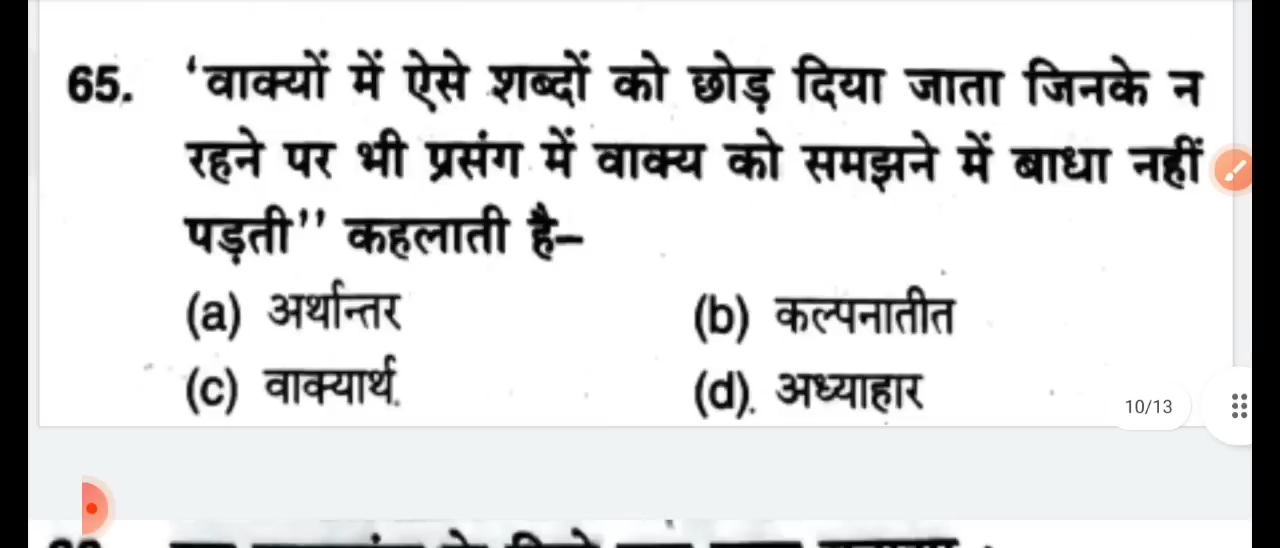 65. 'वाक्यों में ऐसे शब्दों को छोड़ दिया जाता जिनके न
रहने पर भी प्रसंग में वाक्य को समझने में बाधा नहीं
पड़ती'' कहलाती है–
(a) अर्थान्तर (b) कल्पनातीत
(c) वाक्यार्थ (d) अध्याहार
10/13